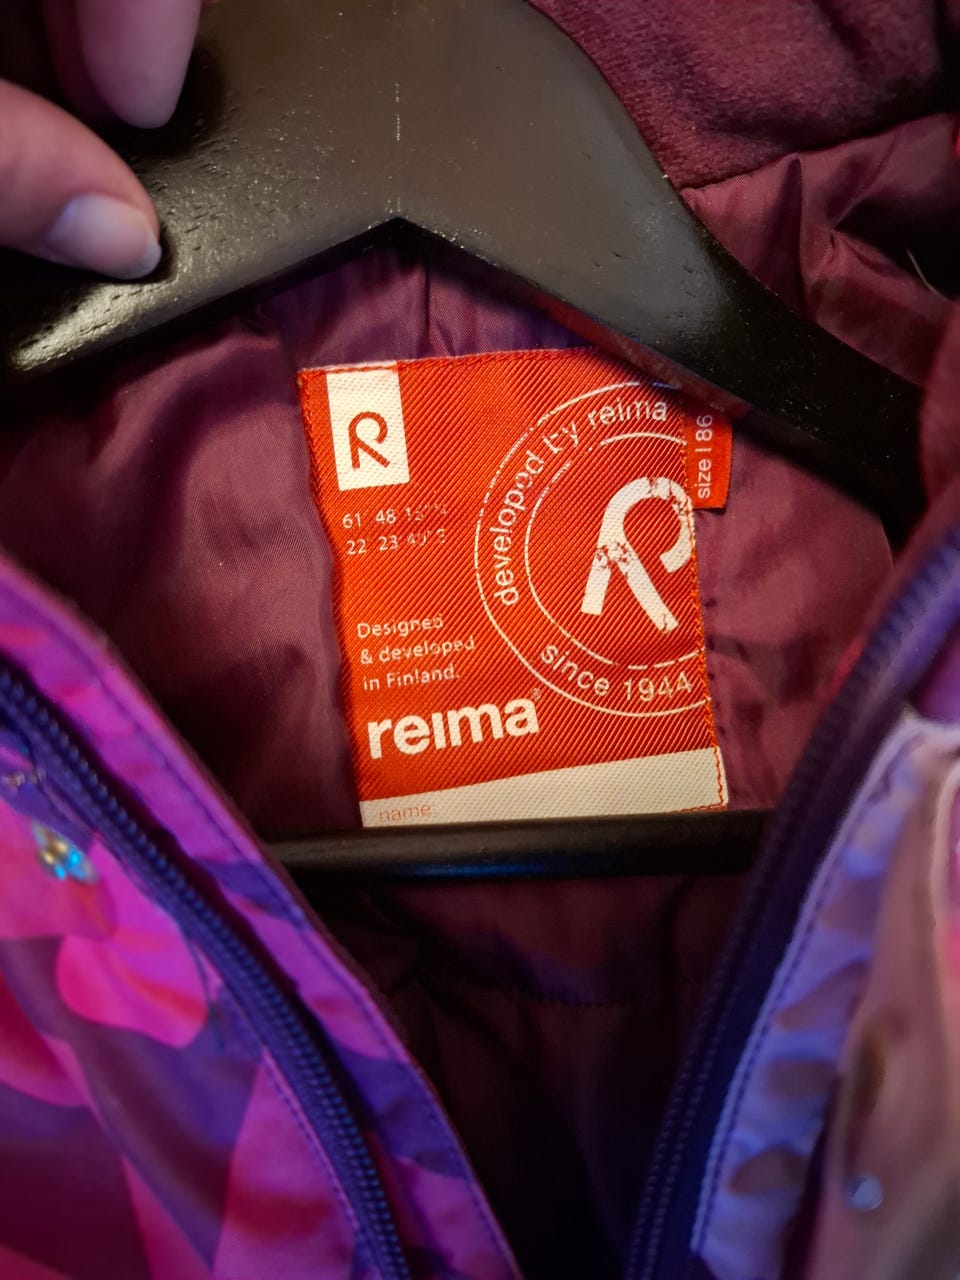 developed by reima
size | 86
61° 48
22° 23
Designed
& developed
in Finland.
since 1944
reima®
name: